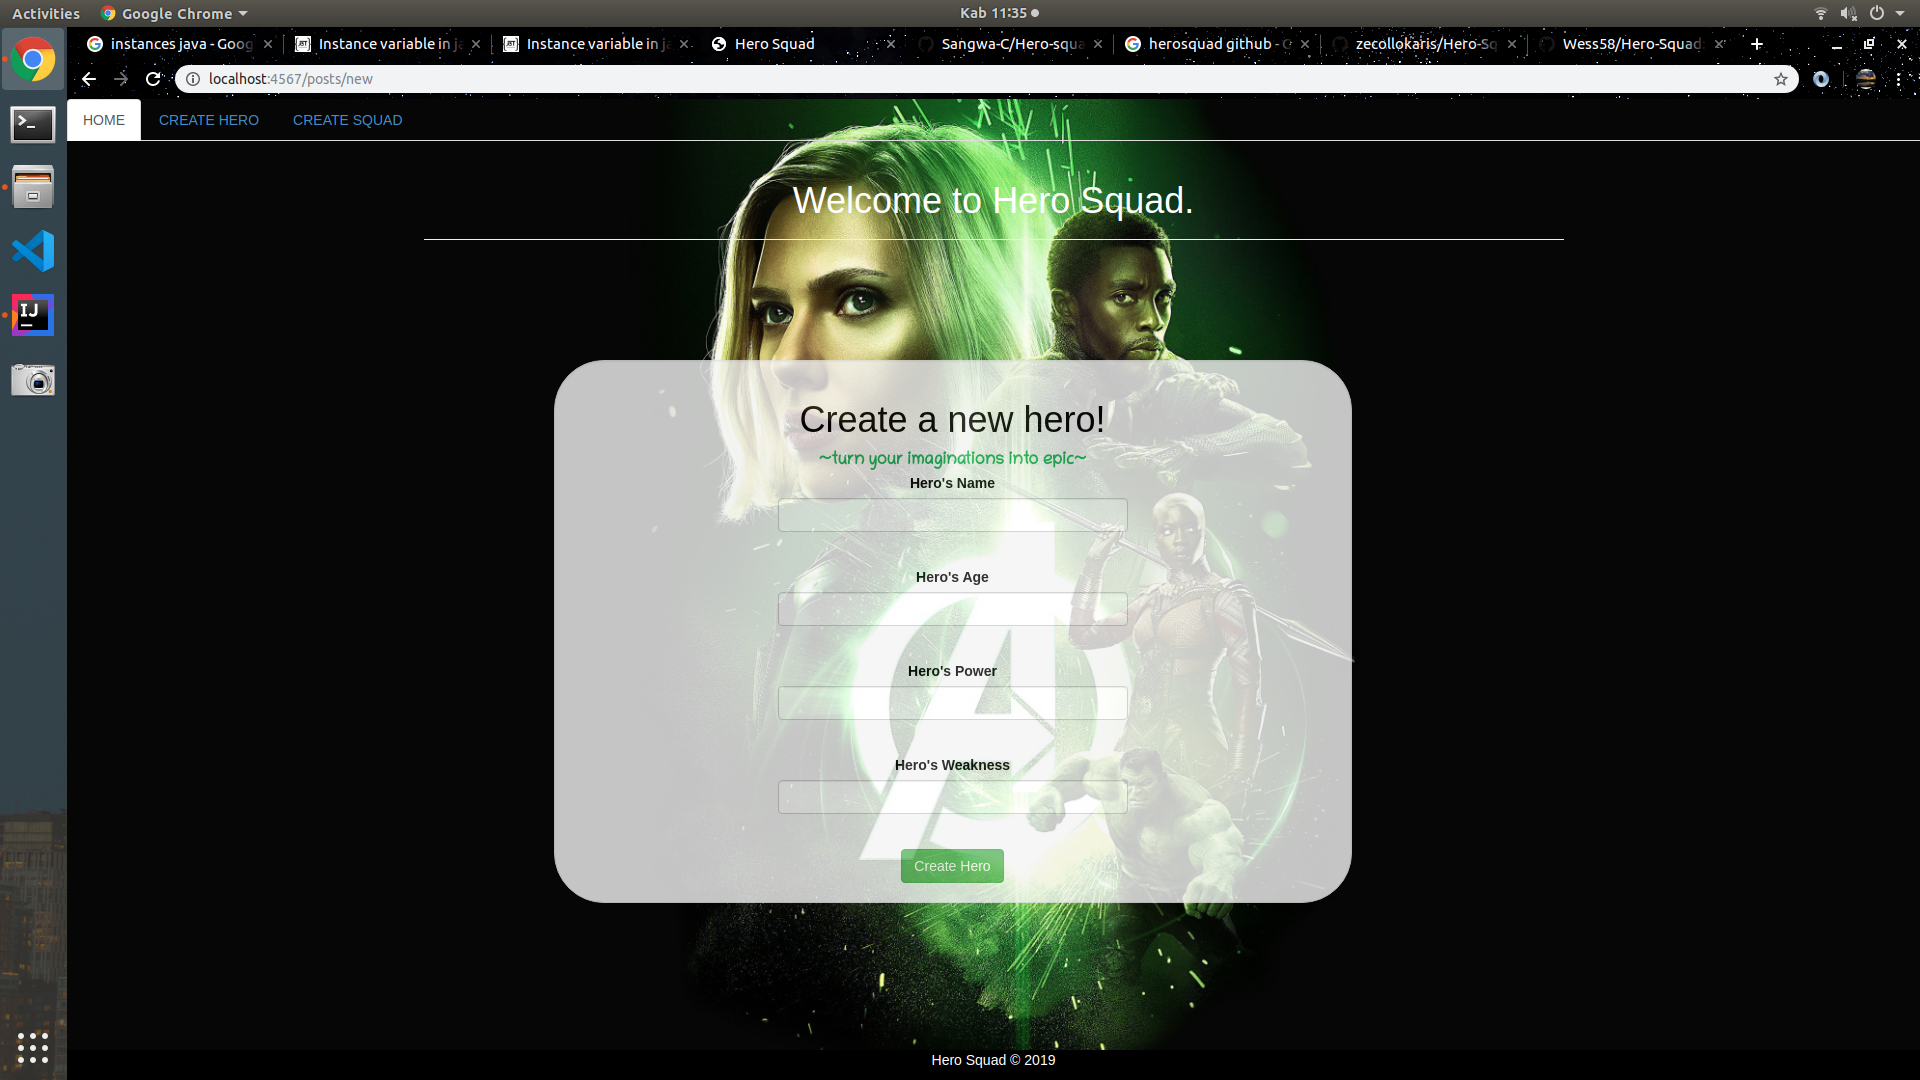 Activities
Google Chrome
Kab 11:35
instances java - Goog
Instance variable in ja
Instance variable in ja
Hero Squad
Sangwa-C/Hero-squa
herosquad github - G
zecollokaris/Hero-Sq
Wess58/Hero-Squad
localhost:4567/posts/new
HOME
CREATE HERO
CREATE SQUAD
Welcome to Hero Squad.
Create a new hero!
~turn your imaginations into epic~
Hero's Name
Hero's Age
Hero's Power
Hero's Weakness
Create Hero
Hero Squad © 2019